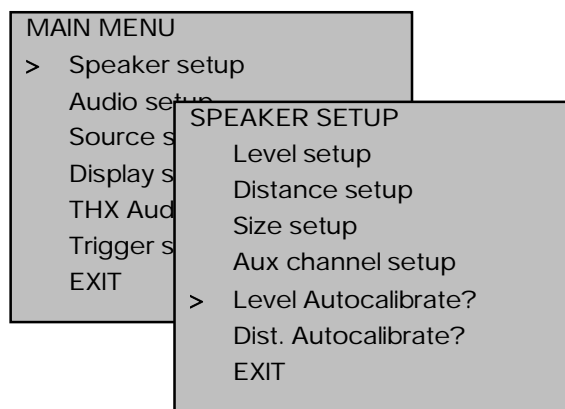 MAIN MENU
> Speaker setup
Audio setup
Source s
Display s
THX Aud
Trigger s
EXIT
SPEAKER SETUP
Level setup
Distance setup
Size setup
Aux channel setup
> Level Autocalibrate?
Dist. Autocalibrate?
EXIT